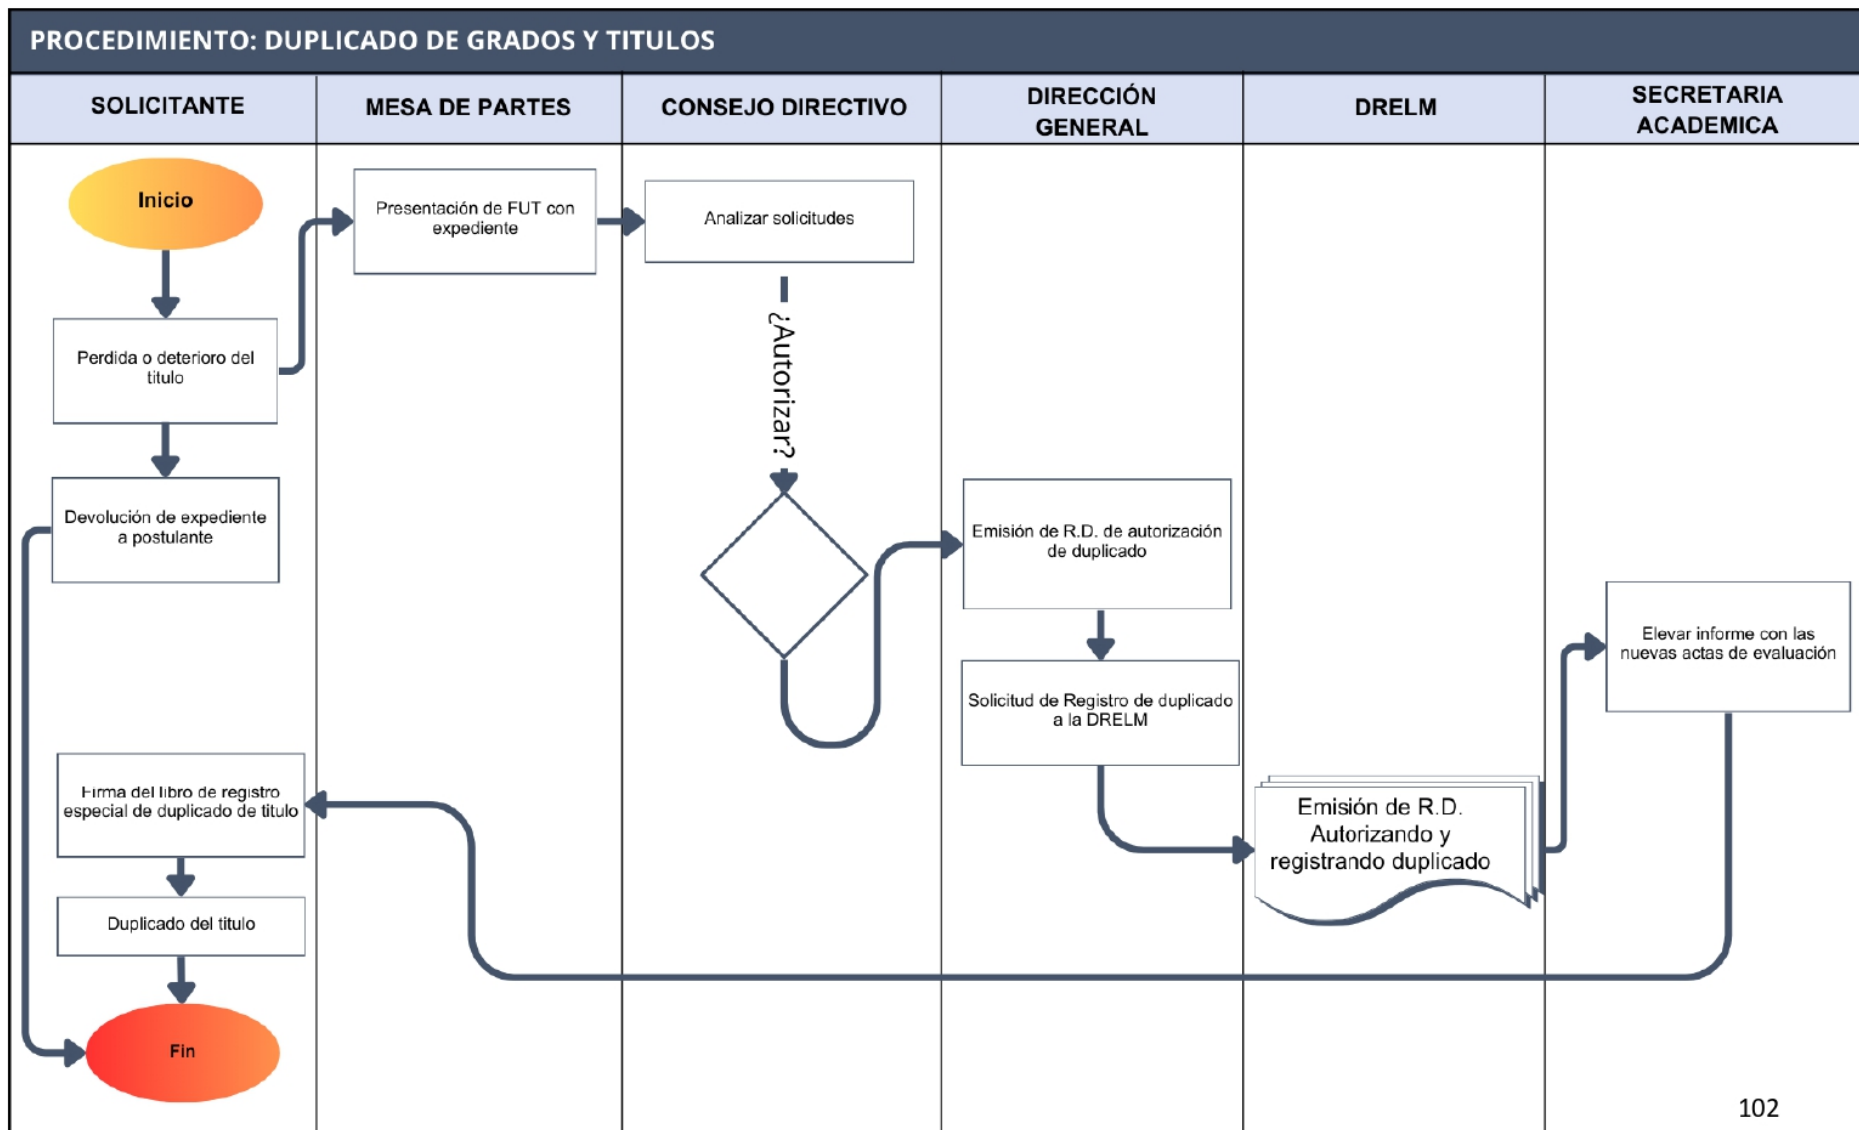 PROCEDIMIENTO: DUPLICADO DE GRADOS Y TITULOS
SOLICITANTE
MESA DE PARTES
CONSEJO DIRECTIVO
DIRECCIÓN
GENERAL
DRELM
SECRETARIA
ACADEMICA
Inicio
Perdida o deterioro del
titulo
Devolución de expediente
a postulante
Firma del libro de registro
especial de duplicado de titulo
Duplicado del titulo
Fin
Presentación de FUT con
expediente
Analizar solicitudes
¿Autorizar?
Emisión de R.D. de autorización
de duplicado
Solicitud de Registro de duplicado
a la DRELM
Emisión de R.D.
Autorizando y
registrando duplicado
Elevar informe con las
nuevas actas de evaluación
102